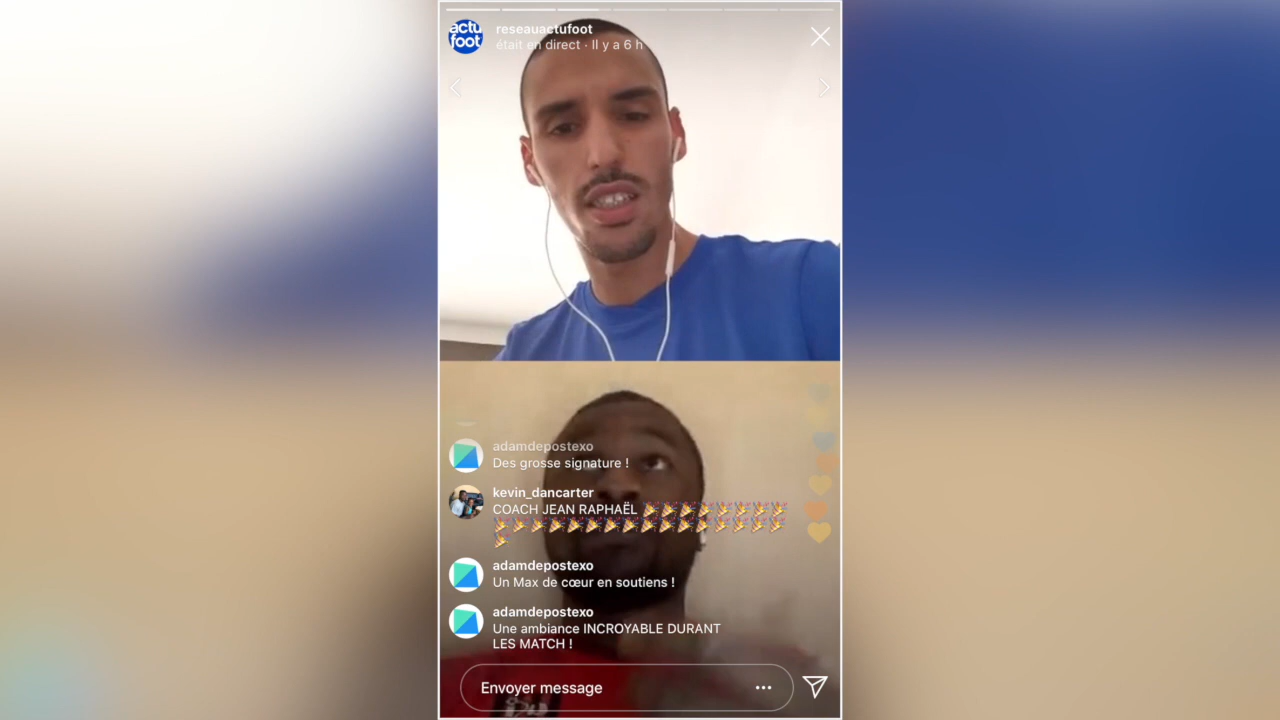 actu
foot
reseauactufoot
était en direct · Il y a 6 h
adamdepostexo
Des grosse signature !
kevin_dancarter
COACH JEAN RAPHAËL 🎉🎉🎉🎉🎉🎉🎉🎉
🎉🎉🎉🎉🎉🎉🎉🎉🎉🎉🎉🎉🎉🎉🎉🎉
🎉
adamdepostexo
Un Max de cœur en soutiens !
adamdepostexo
Une ambiance INCROYABLE DURANT
LES MATCH !
Envoyer message